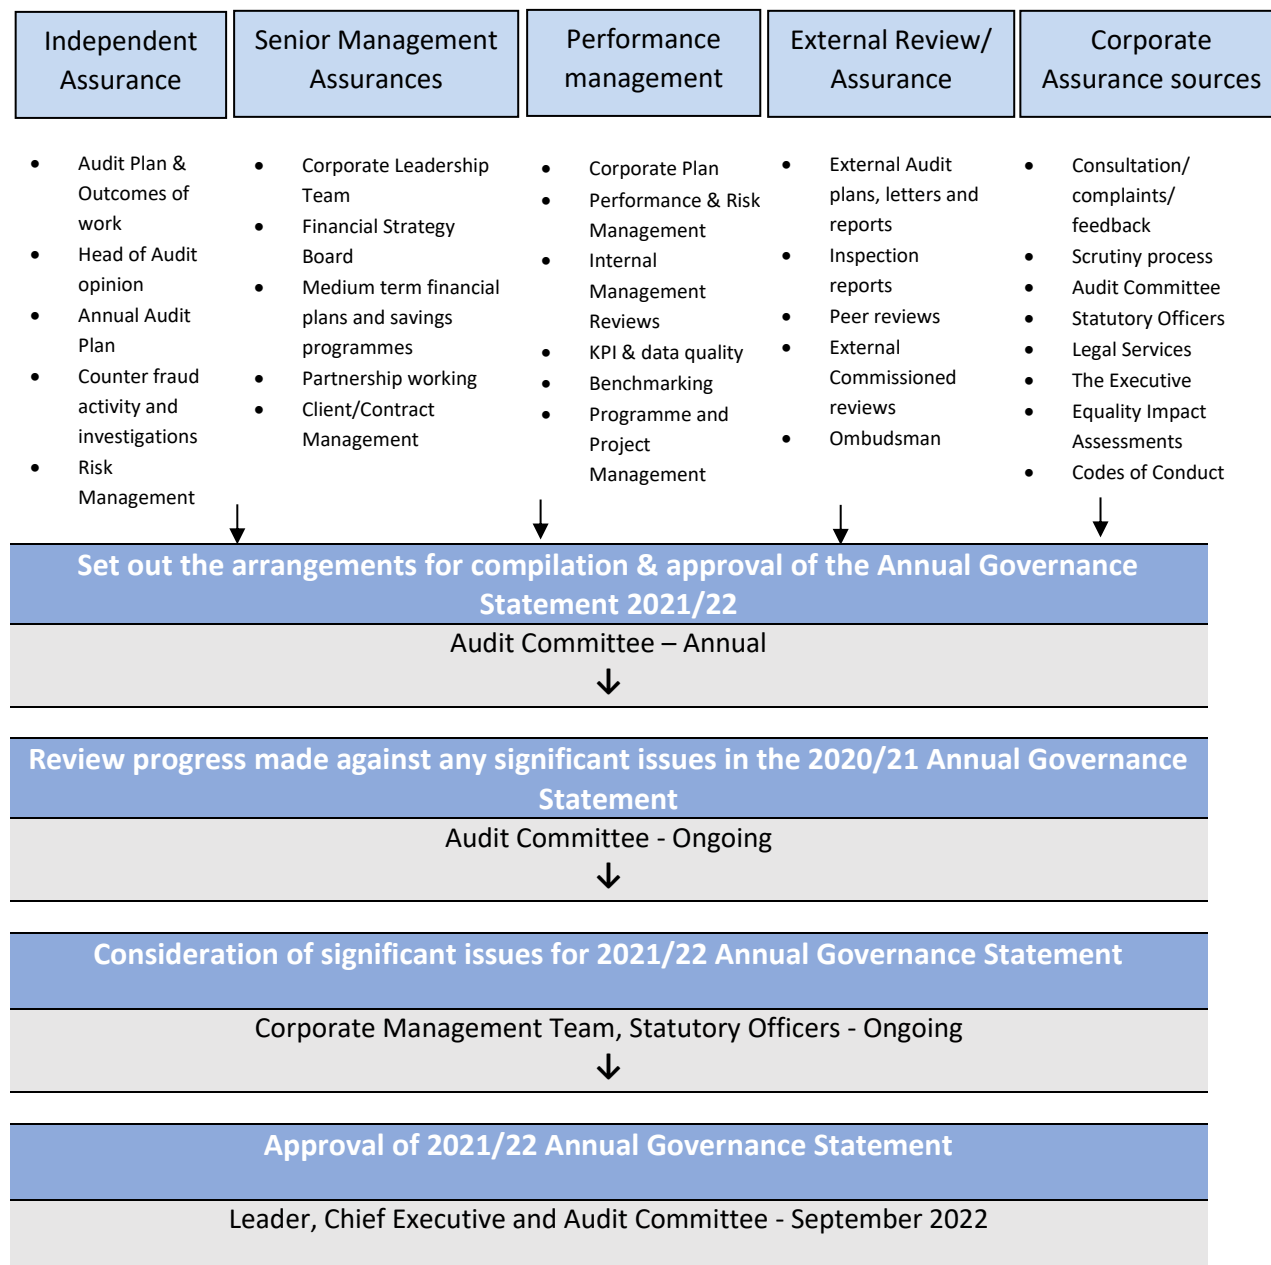 Independent
Assurance
Senior Management
Assurances
Performance
management
External Review/
Assurance
Corporate
Assurance sources
• Audit Plan &
Outcomes of
work
• Head of Audit
opinion
• Annual Audit
Plan
• Counter fraud
activity and
investigations
• Risk
Management
• Corporate Leadership
Team
• Financial Strategy
Board
• Medium term financial
plans and savings
programmes
• Partnership working
• Client/Contract
Management
• Corporate Plan
• Performance & Risk
Management
• Internal
Management
Reviews
• KPI & data quality
• Benchmarking
• Programme and
Project
Management
• External Audit
plans, letters and
reports
• Inspection
reports
• Peer reviews
• External
Commissioned
reviews
• Ombudsman
• Consultation/
complaints/
feedback
• Scrutiny process
• Audit Committee
• Statutory Officers
• Legal Services
• The Executive
• Equality Impact
Assessments
• Codes of Conduct
Set out the arrangements for compilation & approval of the Annual Governance
Statement 2021/22
Audit Committee – Annual
Review progress made against any significant issues in the 2020/21 Annual Governance
Statement
Audit Committee - Ongoing
Consideration of significant issues for 2021/22 Annual Governance Statement
Corporate Management Team, Statutory Officers - Ongoing
Approval of 2021/22 Annual Governance Statement
Leader, Chief Executive and Audit Committee - September 2022